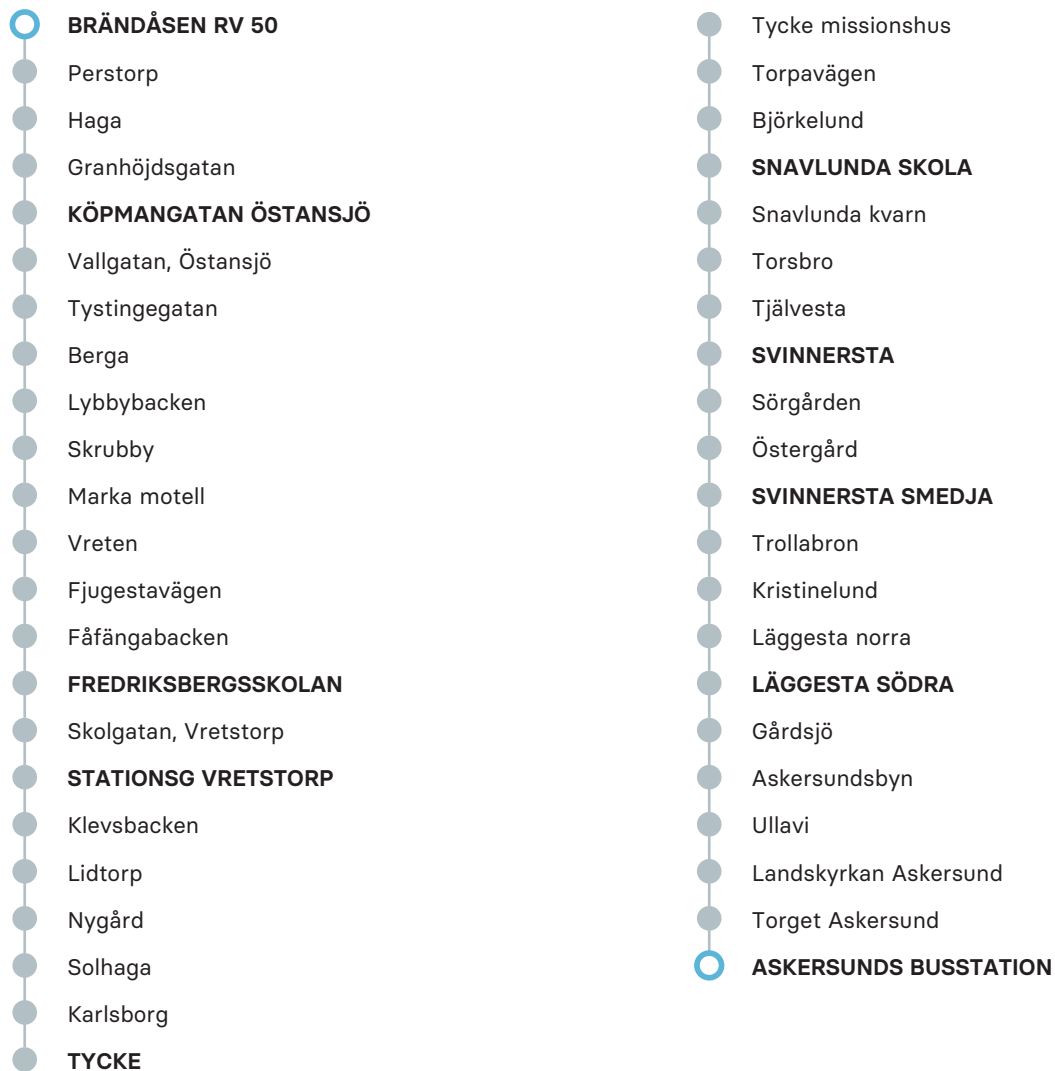 BRÄNDÅSEN RV 50
Perstorp
Haga
Granhöjdsgatan
KÖPMANGATAN ÖSTANSJÖ
Vallgatan, Östansjö
Tystingegatan
Berga
Lybbybacken
Skrubby
Marka motell
Vreten
Fjugestavägen
Fåfängabacken
FREDRIKSBERGSSKOLAN
Skolgatan, Vretstorp
STATIONSG VRETSTORP
Klevsbacken
Lidtorp
Nygård
Solhaga
Karlsborg
TYCKE
Tycke missionshus
Torpavägen
Björkelund
SNAVLUNDA SKOLA
Snavlunda kvarn
Torsbro
Tjälvesta
SVINNERSTA
Sörgården
Östergård
SVINNERSTA SMEDJA
Trollabron
Kristinelund
Läggesta norra
LÄGGESTA SÖDRA
Gårdsjö
Askersundsbyn
Ullavi
Landskyrkan Askersund
Torget Askersund
ASKERSUNDS BUSSTATION